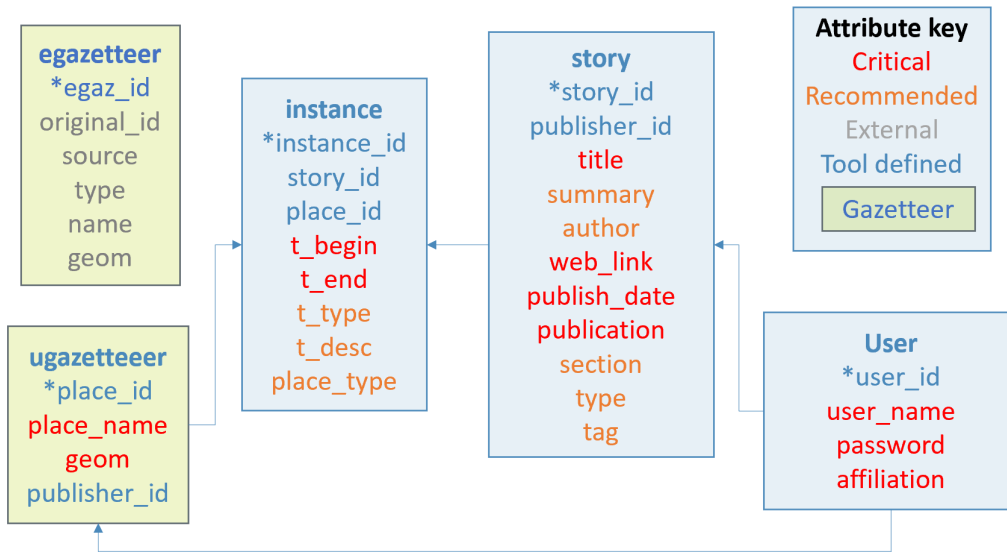 egazetteer
*egaz_id
original_id
source
type
name
geom
instance
*instance_id
story_id
place_id
t_begin
t_end
t_type
t_desc
place_type
story
*story_id
publisher_id
title
summary
author
web_link
publish_date
publication
section
type
tag
Attribute key
Critical
Recommended
External
Tool defined
Gazetteer
ugazetteeer
*place_id
place_name
geom
publisher_id
User
*user_id
user_name
password
affiliation